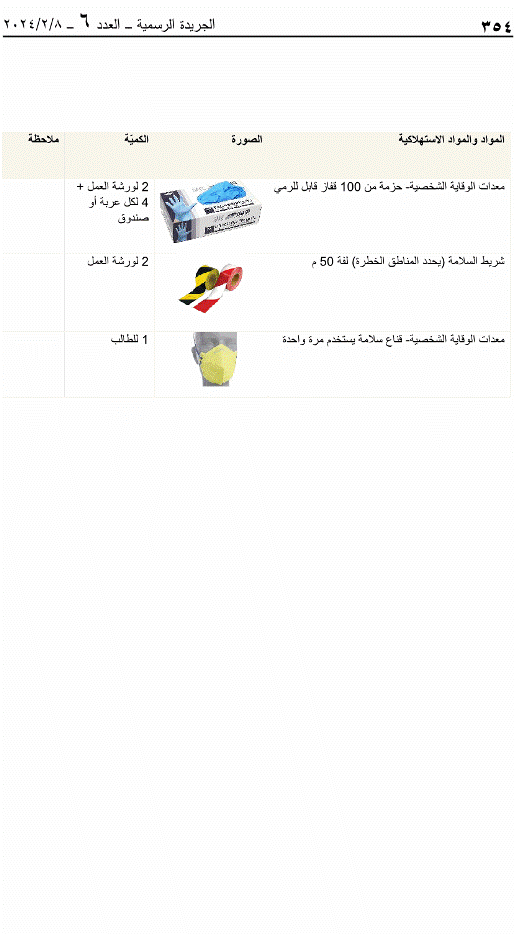 ٣٥٤
الجريدة الرسمية – العدد ٦ – ٢٠٢٤/٢/٨
المواد والمواد الاستهلاكية
الصورة
الكميّة
ملاحظة
معدات الوقاية الشخصية- حزمة من 100 قفاز قابل للرمي
2 لورشة العمل +
4 لكل عربة أو
صندوق
شريط السلامة (يحدد المناطق الخطرة) لفة 50 م
2 لورشة العمل
معدات الوقاية الشخصية- قناع سلامة يستخدم مرة واحدة
1 للطالب